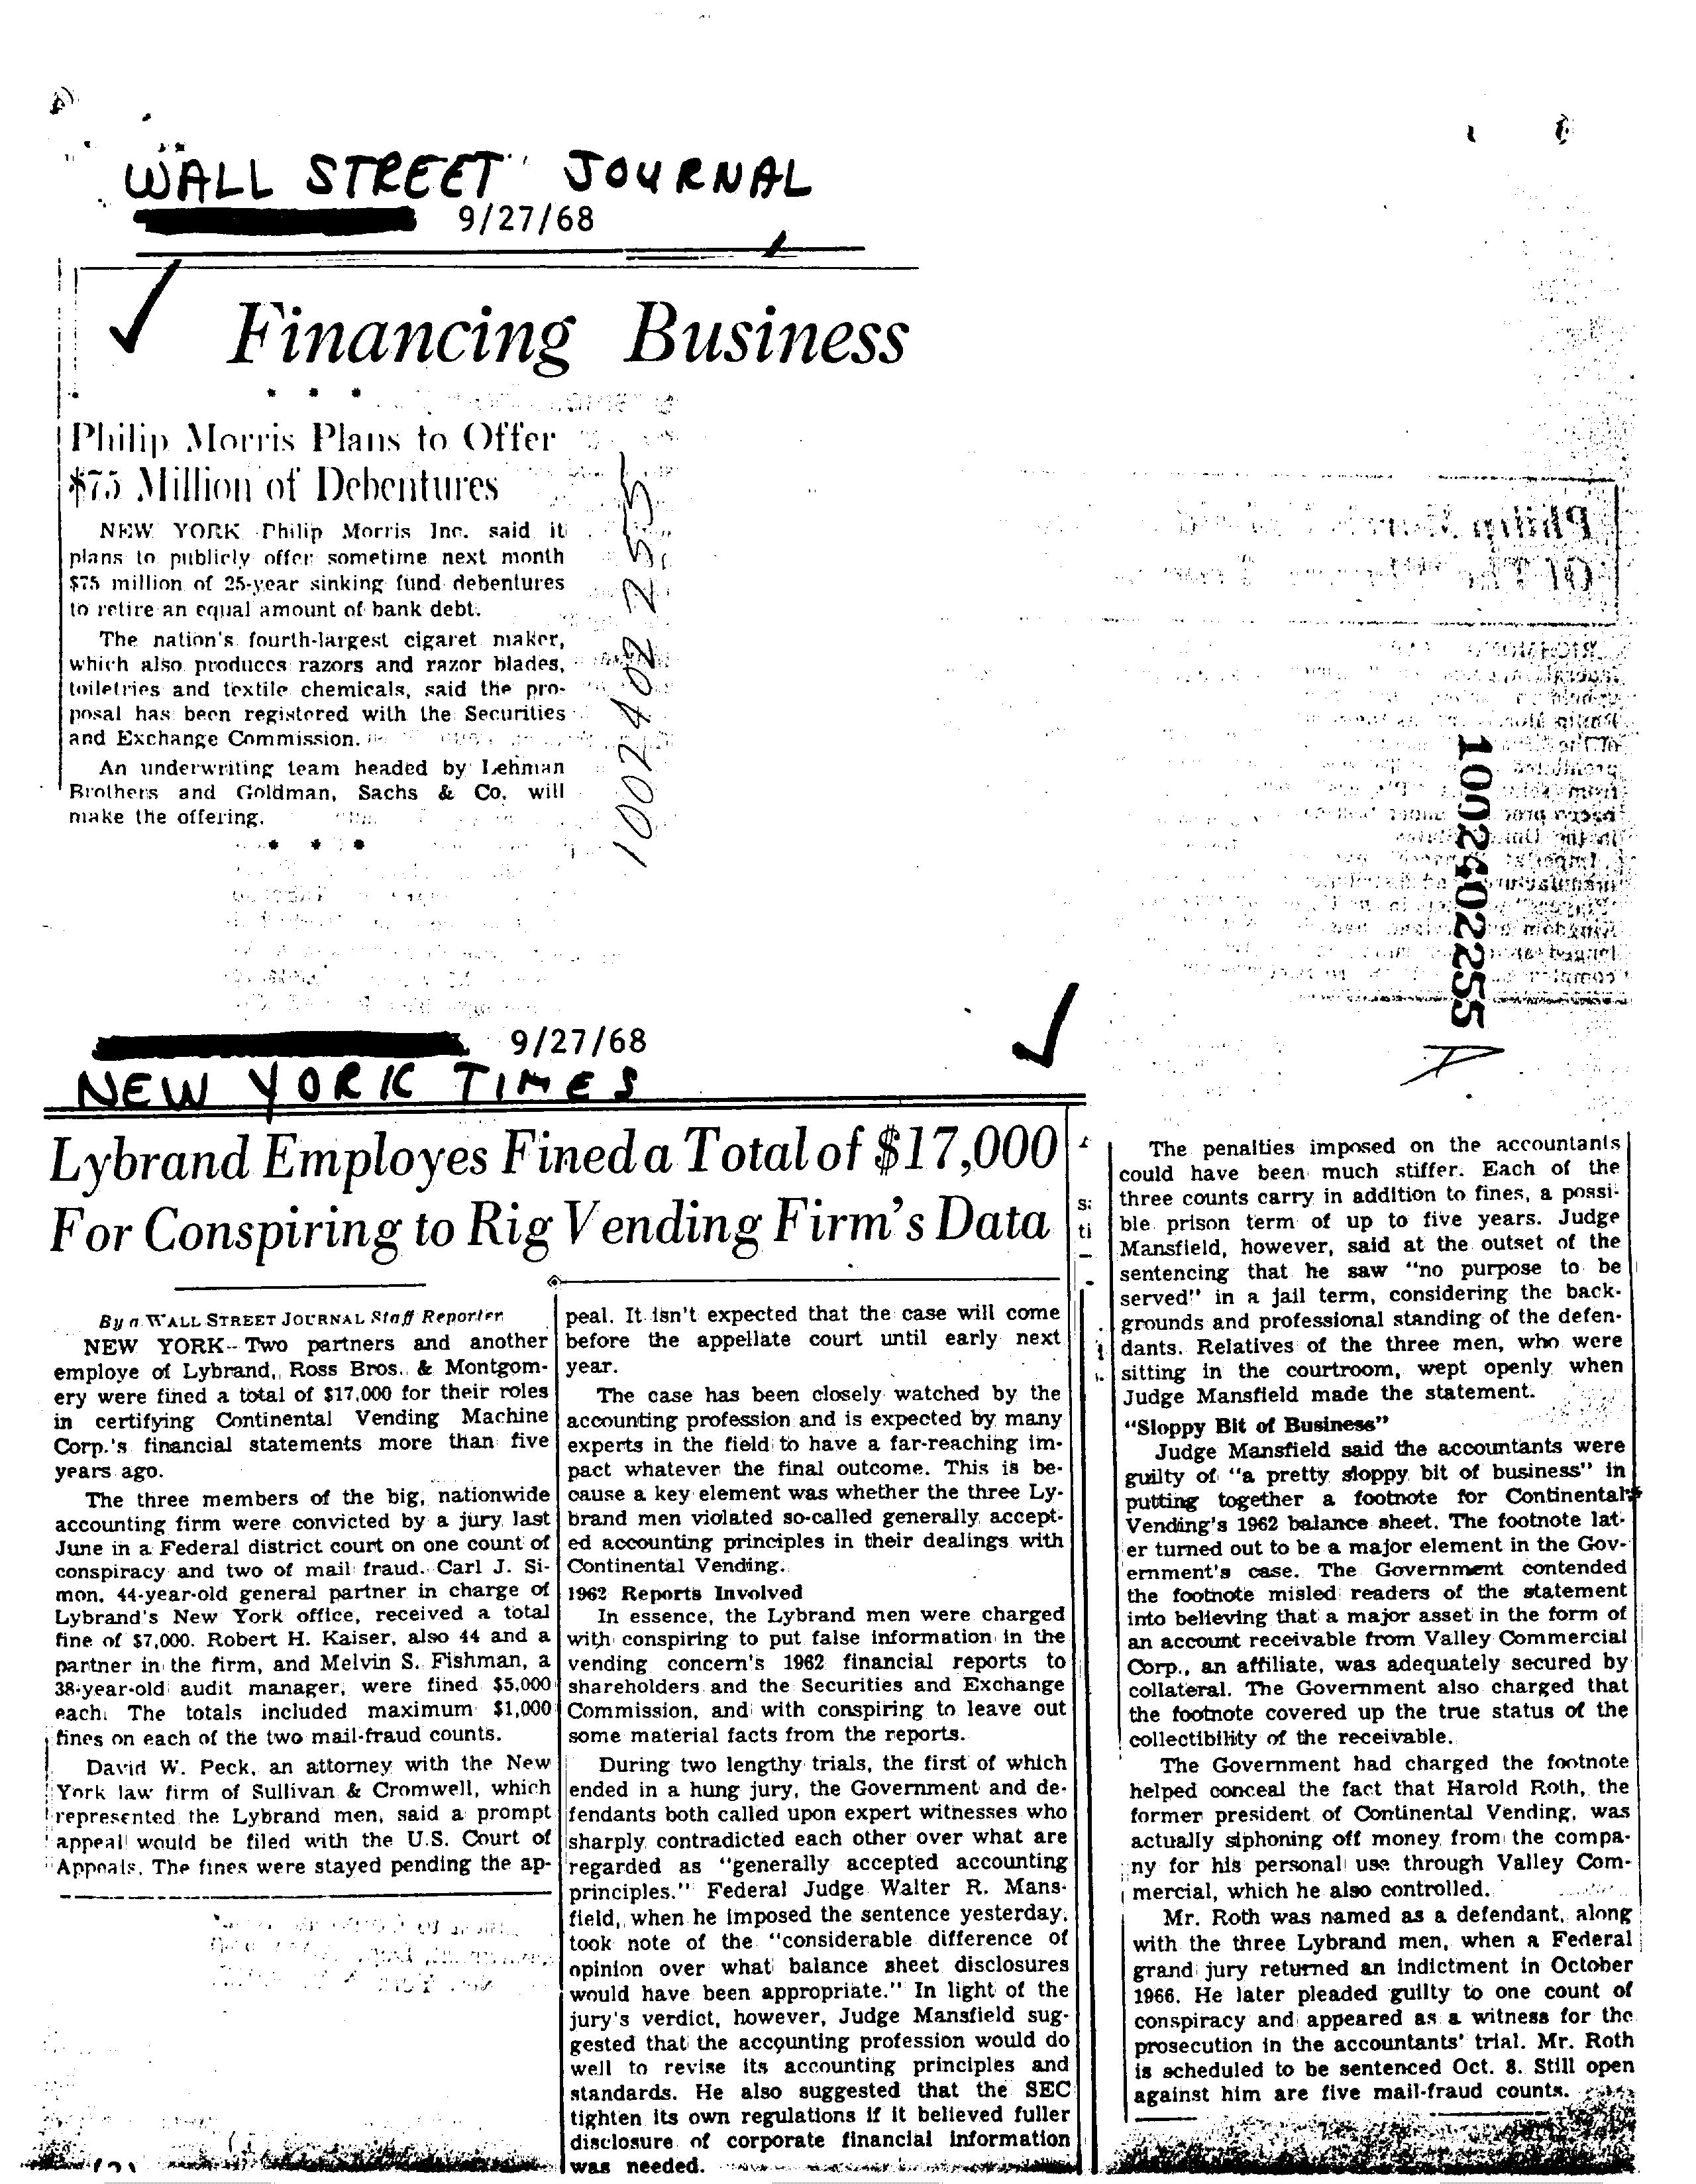 WALL STREET JOURNAL
9/27/68
Financing Business
* * *
Philip Morris Plans to Offer
$75 Million of Debentures
NEW YORK Philip Morris Inc. said it
plans to publicly offer sometime next month
$75 million of 25-year sinking fund debentures
to retire an equal amount of bank debt.
The nation's fourth-largest cigaret maker,
which also produces razors and razor blades,
toiletries and textile chemicals, said the pro-
posal has been registered with the Securities
and Exchange Commission.
An underwriting team headed by Lehman
Brothers and Goldman, Sachs & Co. will
make the offering.
* * *
1002402255
1002402255
9/27/68
NEW YORK TIMES
Lybrand Employes Fined a Total of $17,000
For Conspiring to Rig Vending Firm's Data
By a WALL STREET JOURNAL Staff Reporter
NEW YORK--Two partners and another
employe of Lybrand, Ross Bros. & Montgom-
ery were fined a total of $17,000 for their roles
in certifying Continental Vending Machine
Corp.'s financial statements more than five
years ago.
The three members of the big, nationwide
accounting firm were convicted by a jury last
June in a Federal district court on one count of
conspiracy and two of mail fraud. Carl J. Si-
mon, 44-year-old general partner in charge of
Lybrand's New York office, received a total
fine of $7,000. Robert H. Kaiser, also 44 and a
partner in the firm, and Melvin S. Fishman, a
38-year-old audit manager, were fined $5,000
each. The totals included maximum $1,000
fines on each of the two mail-fraud counts.
David W. Peck, an attorney with the New
York law firm of Sullivan & Cromwell, which
represented the Lybrand men, said a prompt
appeal would be filed with the U.S. Court of
Appeals. The fines were stayed pending the ap-
peal. It isn't expected that the case will come
before the appellate court until early next
year.
The case has been closely watched by the
accounting profession and is expected by many
experts in the field to have a far-reaching im-
pact whatever the final outcome. This is be-
cause a key element was whether the three Ly-
brand men violated so-called generally accept-
ed accounting principles in their dealings with
Continental Vending.
1962 Reports Involved
In essence, the Lybrand men were charged
with conspiring to put false information in the
vending concern's 1962 financial reports to
shareholders and the Securities and Exchange
Commission, and with conspiring to leave out
some material facts from the reports.
During two lengthy trials, the first of which
ended in a hung jury, the Government and de-
fendants both called upon expert witnesses who
sharply contradicted each other over what are
regarded as "generally accepted accounting
principles." Federal Judge Walter R. Mans-
field, when he imposed the sentence yesterday,
took note of the "considerable difference of
opinion over what balance sheet disclosures
would have been appropriate." In light of the
jury's verdict, however, Judge Mansfield sug-
gested that the accounting profession would do
well to revise its accounting principles and
standards. He also suggested that the SEC
tighten its own regulations if it believed fuller
disclosure of corporate financial information
was needed.
The penalties imposed on the accountants
could have been much stiffer. Each of the
three counts carry in addition to fines, a possi-
ble prison term of up to five years. Judge
Mansfield, however, said at the outset of the
sentencing that he saw "no purpose to be
served" in a jail term, considering the back-
grounds and professional standing of the defen-
dants. Relatives of the three men, who were
sitting in the courtroom, wept openly when
Judge Mansfield made the statement.
"Sloppy Bit of Business"
Judge Mansfield said the accountants were
guilty of "a pretty sloppy bit of business" in
putting together a footnote for Continental
Vending's 1962 balance sheet. The footnote lat-
er turned out to be a major element in the Gov-
ernment's case. The Government contended
the footnote misled readers of the statement
into believing that a major asset in the form of
an account receivable from Valley Commercial
Corp., an affiliate, was adequately secured by
collateral. The Government also charged that
the footnote covered up the true status of the
collectibility of the receivable.
The Government had charged the footnote
helped conceal the fact that Harold Roth, the
former president of Continental Vending, was
actually siphoning off money from the compa-
ny for his personal use through Valley Com-
mercial, which he also controlled.
Mr. Roth was named as a defendant, along
with the three Lybrand men, when a Federal
grand jury returned an indictment in October
1966. He later pleaded guilty to one count of
conspiracy and appeared as a witness for the
prosecution in the accountants' trial. Mr. Roth
is scheduled to be sentenced Oct. 8. Still open
against him are five mail-fraud counts.